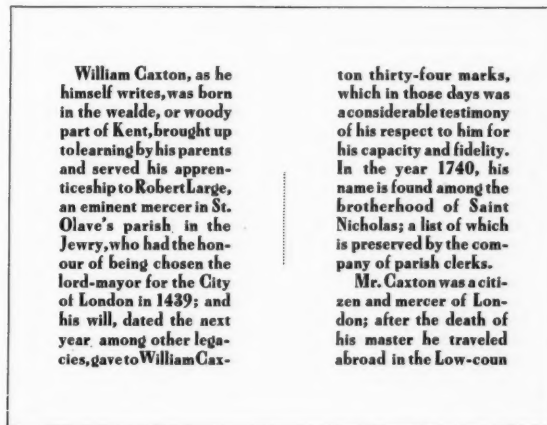 William Caxton, as he
himself writes, was born
in the wealde, or woody
part of Kent, brought up
to learning by his parents
and served his appren-
ticeship to Robert Large,
an eminent mercer in St.
Olave's parish in the
Jewry, who had the hon-
our of being chosen the
lord-mayor for the City
of London in 1439; and
his will, dated the next
year among other lega-
cies, gave to William Cax-
ton thirty-four marks,
which in those days was
a considerable testimony
of his respect to him for
his capacity and fidelity.
In the year 1740, his
name is found among the
brotherhood of Saint
Nicholas; a list of which
is preserved by the com-
pany of parish clerks.
Mr. Caxton was a citi-
zen and mercer of Lon-
don; after the death of
his master he traveled
abroad in the Low-coun